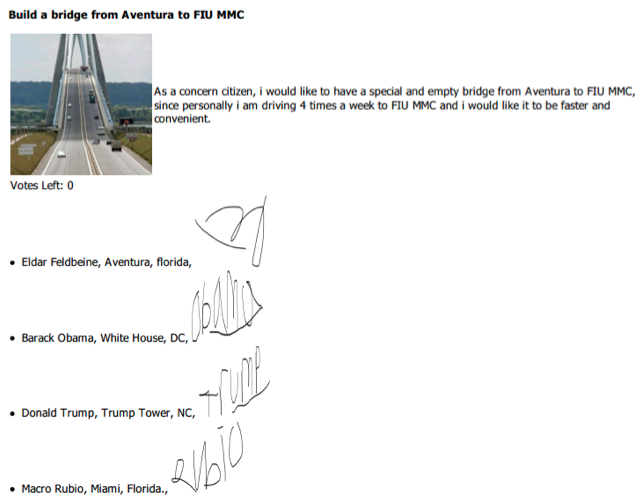 Build a bridge from Aventura to FIU MMC
As a concern citizen, i would like to have a special and empty bridge from Aventura to FIU MMC,
since personally i am driving 4 times a week to FIU MMC and i would like it to be faster and
convenient.
Votes Left: 0
• Eldar Feldbeine, Aventura, florida,
obama
• Barack Obama, White House, DC,
trump
• Donald Trump, Trump Tower, NC,
rubio
• Macro Rubio, Miami, Florida.,